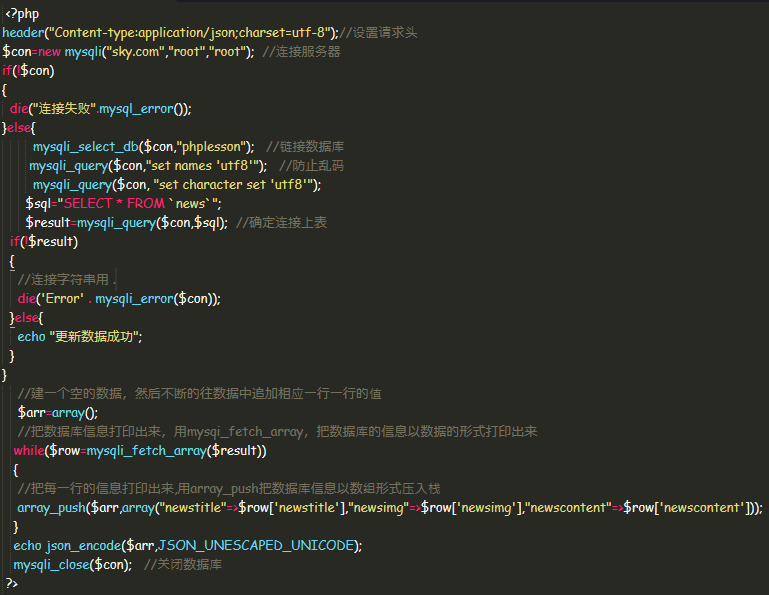 <?php
header("Content-type:application/json;charset=utf-8");//设置请求头
$con=new mysqli("sky.com","root","root"); //连接服务器
if(!$con)
{
die("连接失败".mysql_error());
}else{
mysqli_select_db($con,"phplesson"); //链接数据库
mysqli_query($con,"set names 'utf8'"); //防止乱码
mysqli_query($con, "set character set 'utf8'");
$sql="SELECT * FROM `news`";
$result=mysqli_query($con,$sql); //确定连接上表
if(!$result)
{
//连接字符串用 .
die('Error' . mysqli_error($con));
}else{
echo "更新数据成功";
}
}
//建一个空的数据，然后不断的往数据中追加相应一行一行的值
$arr=array();
//把数据库信息打印出来，用mysqi_fetch_array，把数据库的信息以数据的形式打印出来
while($row=mysqli_fetch_array($result))
{
//把每一行的信息打印出来,用array_push把数据库信息以数组形式压入栈
array_push($arr,array("newstitle"=>$row['newstitle'],"newsimg"=>$row['newsimg'],"newscontent"=>$row['newscontent']));
}
echo json_encode($arr,JSON_UNESCAPED_UNICODE);
mysqli_close($con); //关闭数据库
?>